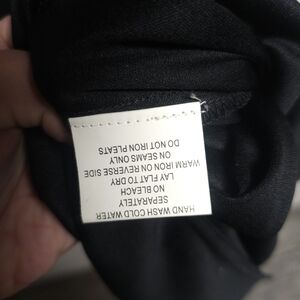 HAND WASH COLD WATER
SEPARATELY
NO BLEACH
LAY FLAT TO DRY
WARM IRON ON REVERSE SIDE
ON SEAMS ONLY
DO NOT IRON PLEATS